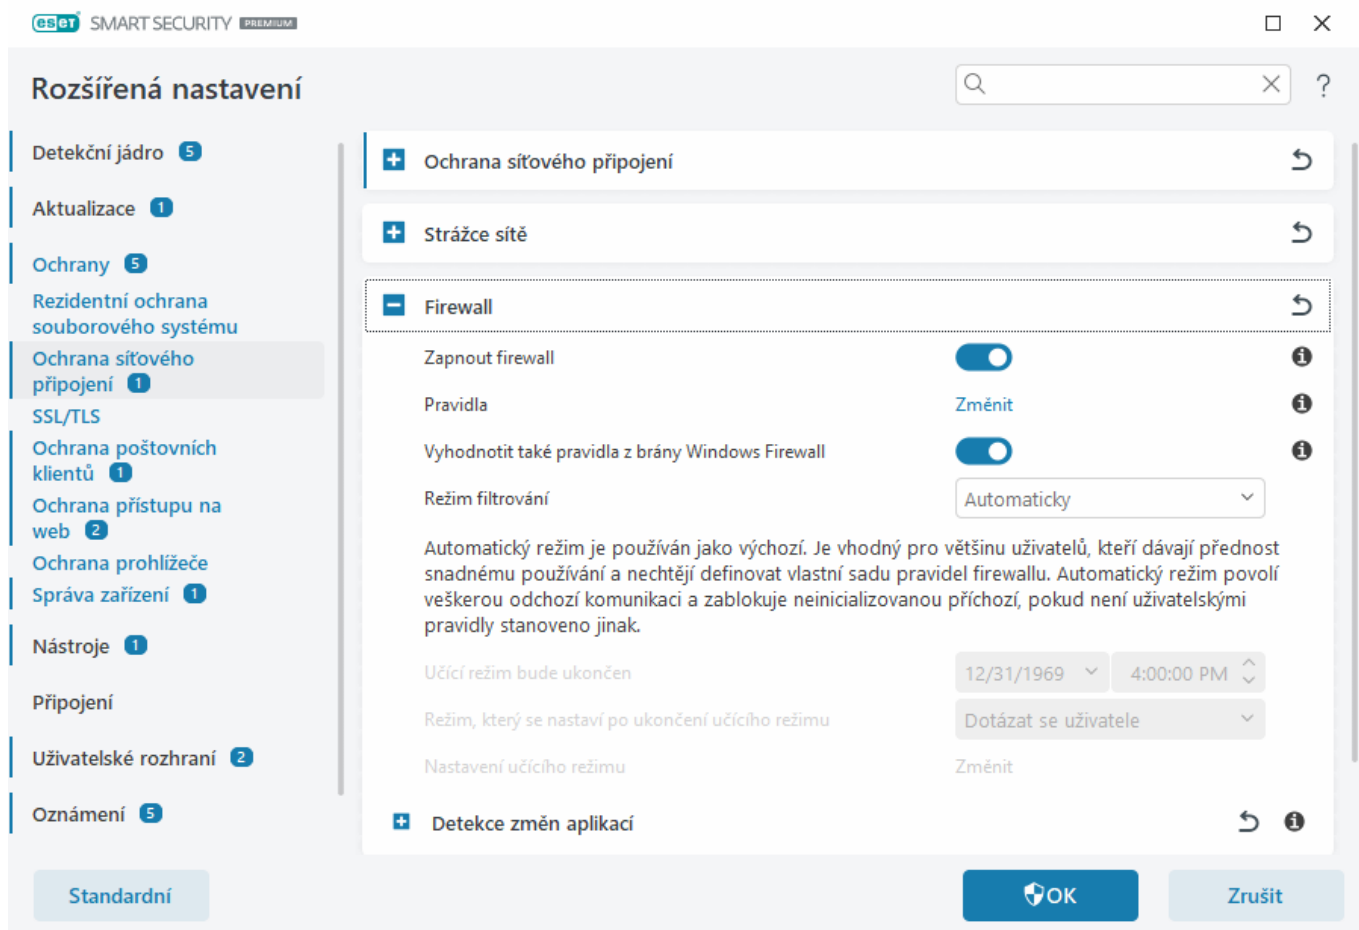 eset SMART SECURITY PREMIUM
Rozšířená nastavení
?
Detekční jádro 5
Aktualizace 1
Ochrany 5
Rezidentní ochrana
souborového systému
Ochrana síťového
připojení 1
SSL/TLS
Ochrana poštovních
klientů 1
Ochrana přístupu na
web 2
Ochrana prohlížeče
Správa zařízení 1
Nástroje 1
Připojení
Uživatelské rozhraní 2
Oznámení 5
Ochrana síťového připojení
Strážce sítě
Firewall
Zapnout firewall
Pravidla Změnit
Vyhodnotit také pravidla z brány Windows Firewall
Režim filtrování Automaticky
Automatický režim je používán jako výchozí. Je vhodný pro většinu uživatelů, kteří dávají přednost
snadnému používání a nechtějí definovat vlastní sadu pravidel firewallu. Automatický režim povolí
veškerou odchozí komunikaci a zablokuje neinicializovanou příchozí, pokud není uživatelskými
pravidly stanoveno jinak.
Učící režim bude ukončen 12/31/1969 4:00:00 PM
Režim, který se nastaví po ukončení učícího režimu Dotázat se uživatele
Nastavení učícího režimu Změnit
Detekce změn aplikací
Standardní OK Zrušit